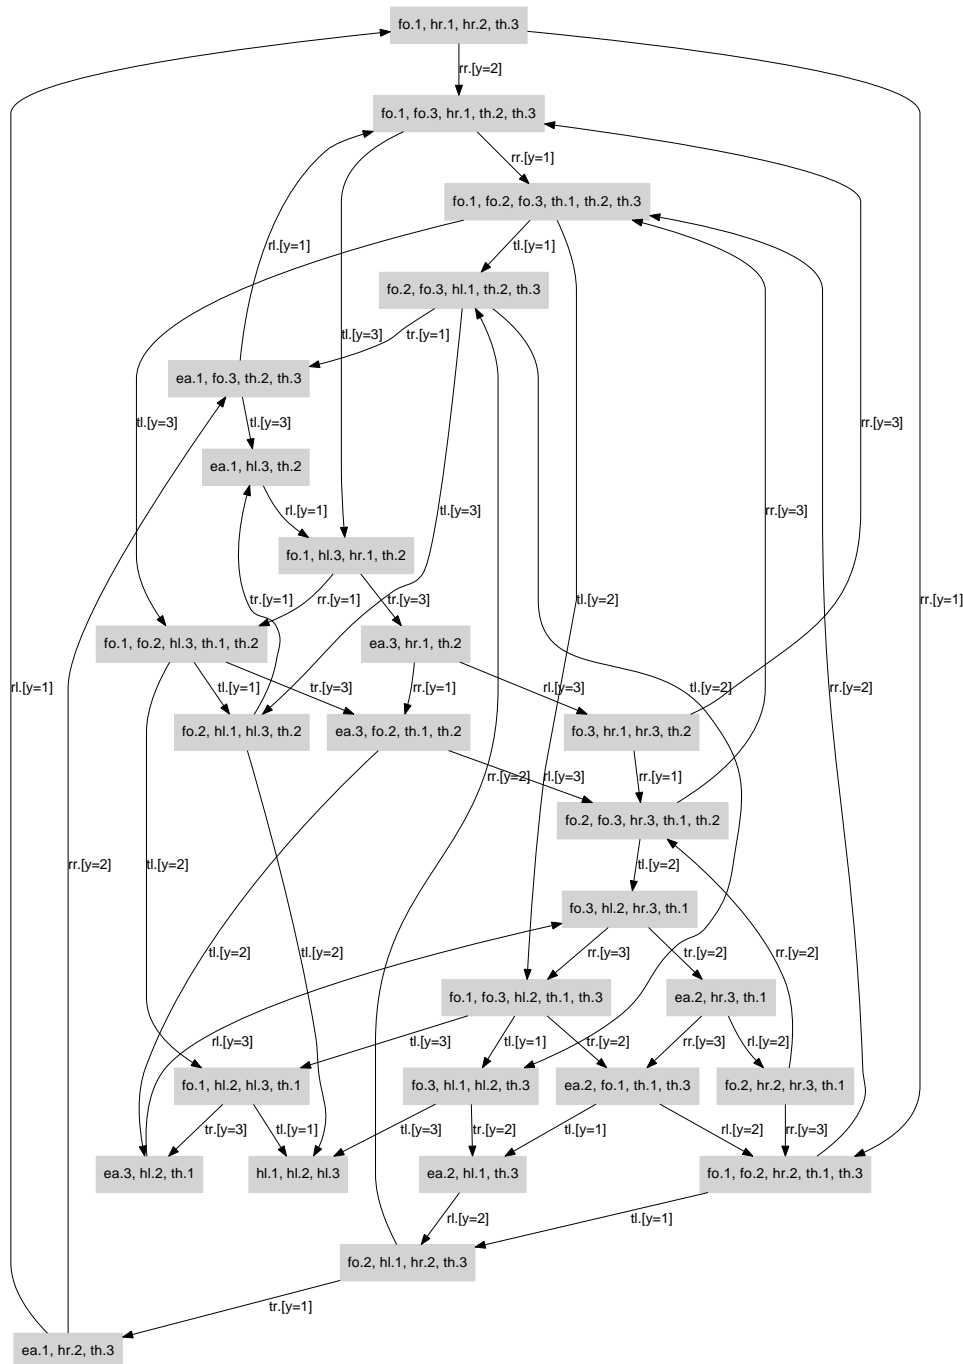 fo.1, hr.1, hr.2, th.3
rr.[y=2]
fo.1, fo.3, hr.1, th.2, th.3
rr.[y=1]
fo.1, fo.2, fo.3, th.1, th.2, th.3
rl.[y=1]
tl.[y=1]
fo.2, fo.3, hl.1, th.2, th.3
tl.[y=3]
tr.[y=1]
ea.1, fo.3, th.2, th.3
tl.[y=3]
tl.[y=3]
rr.[y=3]
ea.1, hl.3, th.2
rl.[y=1]
tl.[y=3]
rr.[y=3]
fo.1, hl.3, hr.1, th.2
tr.[y=1]
rr.[y=1]
tr.[y=3]
tl.[y=2]
rr.[y=1]
fo.1, fo.2, hl.3, th.1, th.2
ea.3, hr.1, th.2
rl.[y=1]
tl.[y=1]
tr.[y=3]
rr.[y=1]
rl.[y=3]
tl.[y=2]
rr.[y=2]
fo.2, hl.1, hl.3, th.2
ea.3, fo.2, th.1, th.2
fo.3, hr.1, hr.3, th.2
rr.[y=2]
rl.[y=3]
rr.[y=1]
fo.2, fo.3, hr.3, th.1, th.2
rr.[y=2]
tl.[y=2]
tl.[y=2]
fo.3, hl.2, hr.3, th.1
tl.[y=2]
tl.[y=2]
rr.[y=3]
tr.[y=2]
rr.[y=2]
fo.1, fo.3, hl.2, th.1, th.3
ea.2, hr.3, th.1
rl.[y=3]
tl.[y=3]
tl.[y=1]
tr.[y=2]
rr.[y=3]
rl.[y=2]
fo.1, hl.2, hl.3, th.1
fo.3, hl.1, hl.2, th.3
ea.2, fo.1, th.1, th.3
fo.2, hr.2, hr.3, th.1
tr.[y=3]
tl.[y=1]
tl.[y=3]
tr.[y=2]
tl.[y=1]
rl.[y=2]
rr.[y=3]
ea.3, hl.2, th.1
hl.1, hl.2, hl.3
ea.2, hl.1, th.3
fo.1, fo.2, hr.2, th.1, th.3
rl.[y=2]
tl.[y=1]
fo.2, hl.1, hr.2, th.3
tr.[y=1]
ea.1, hr.2, th.3